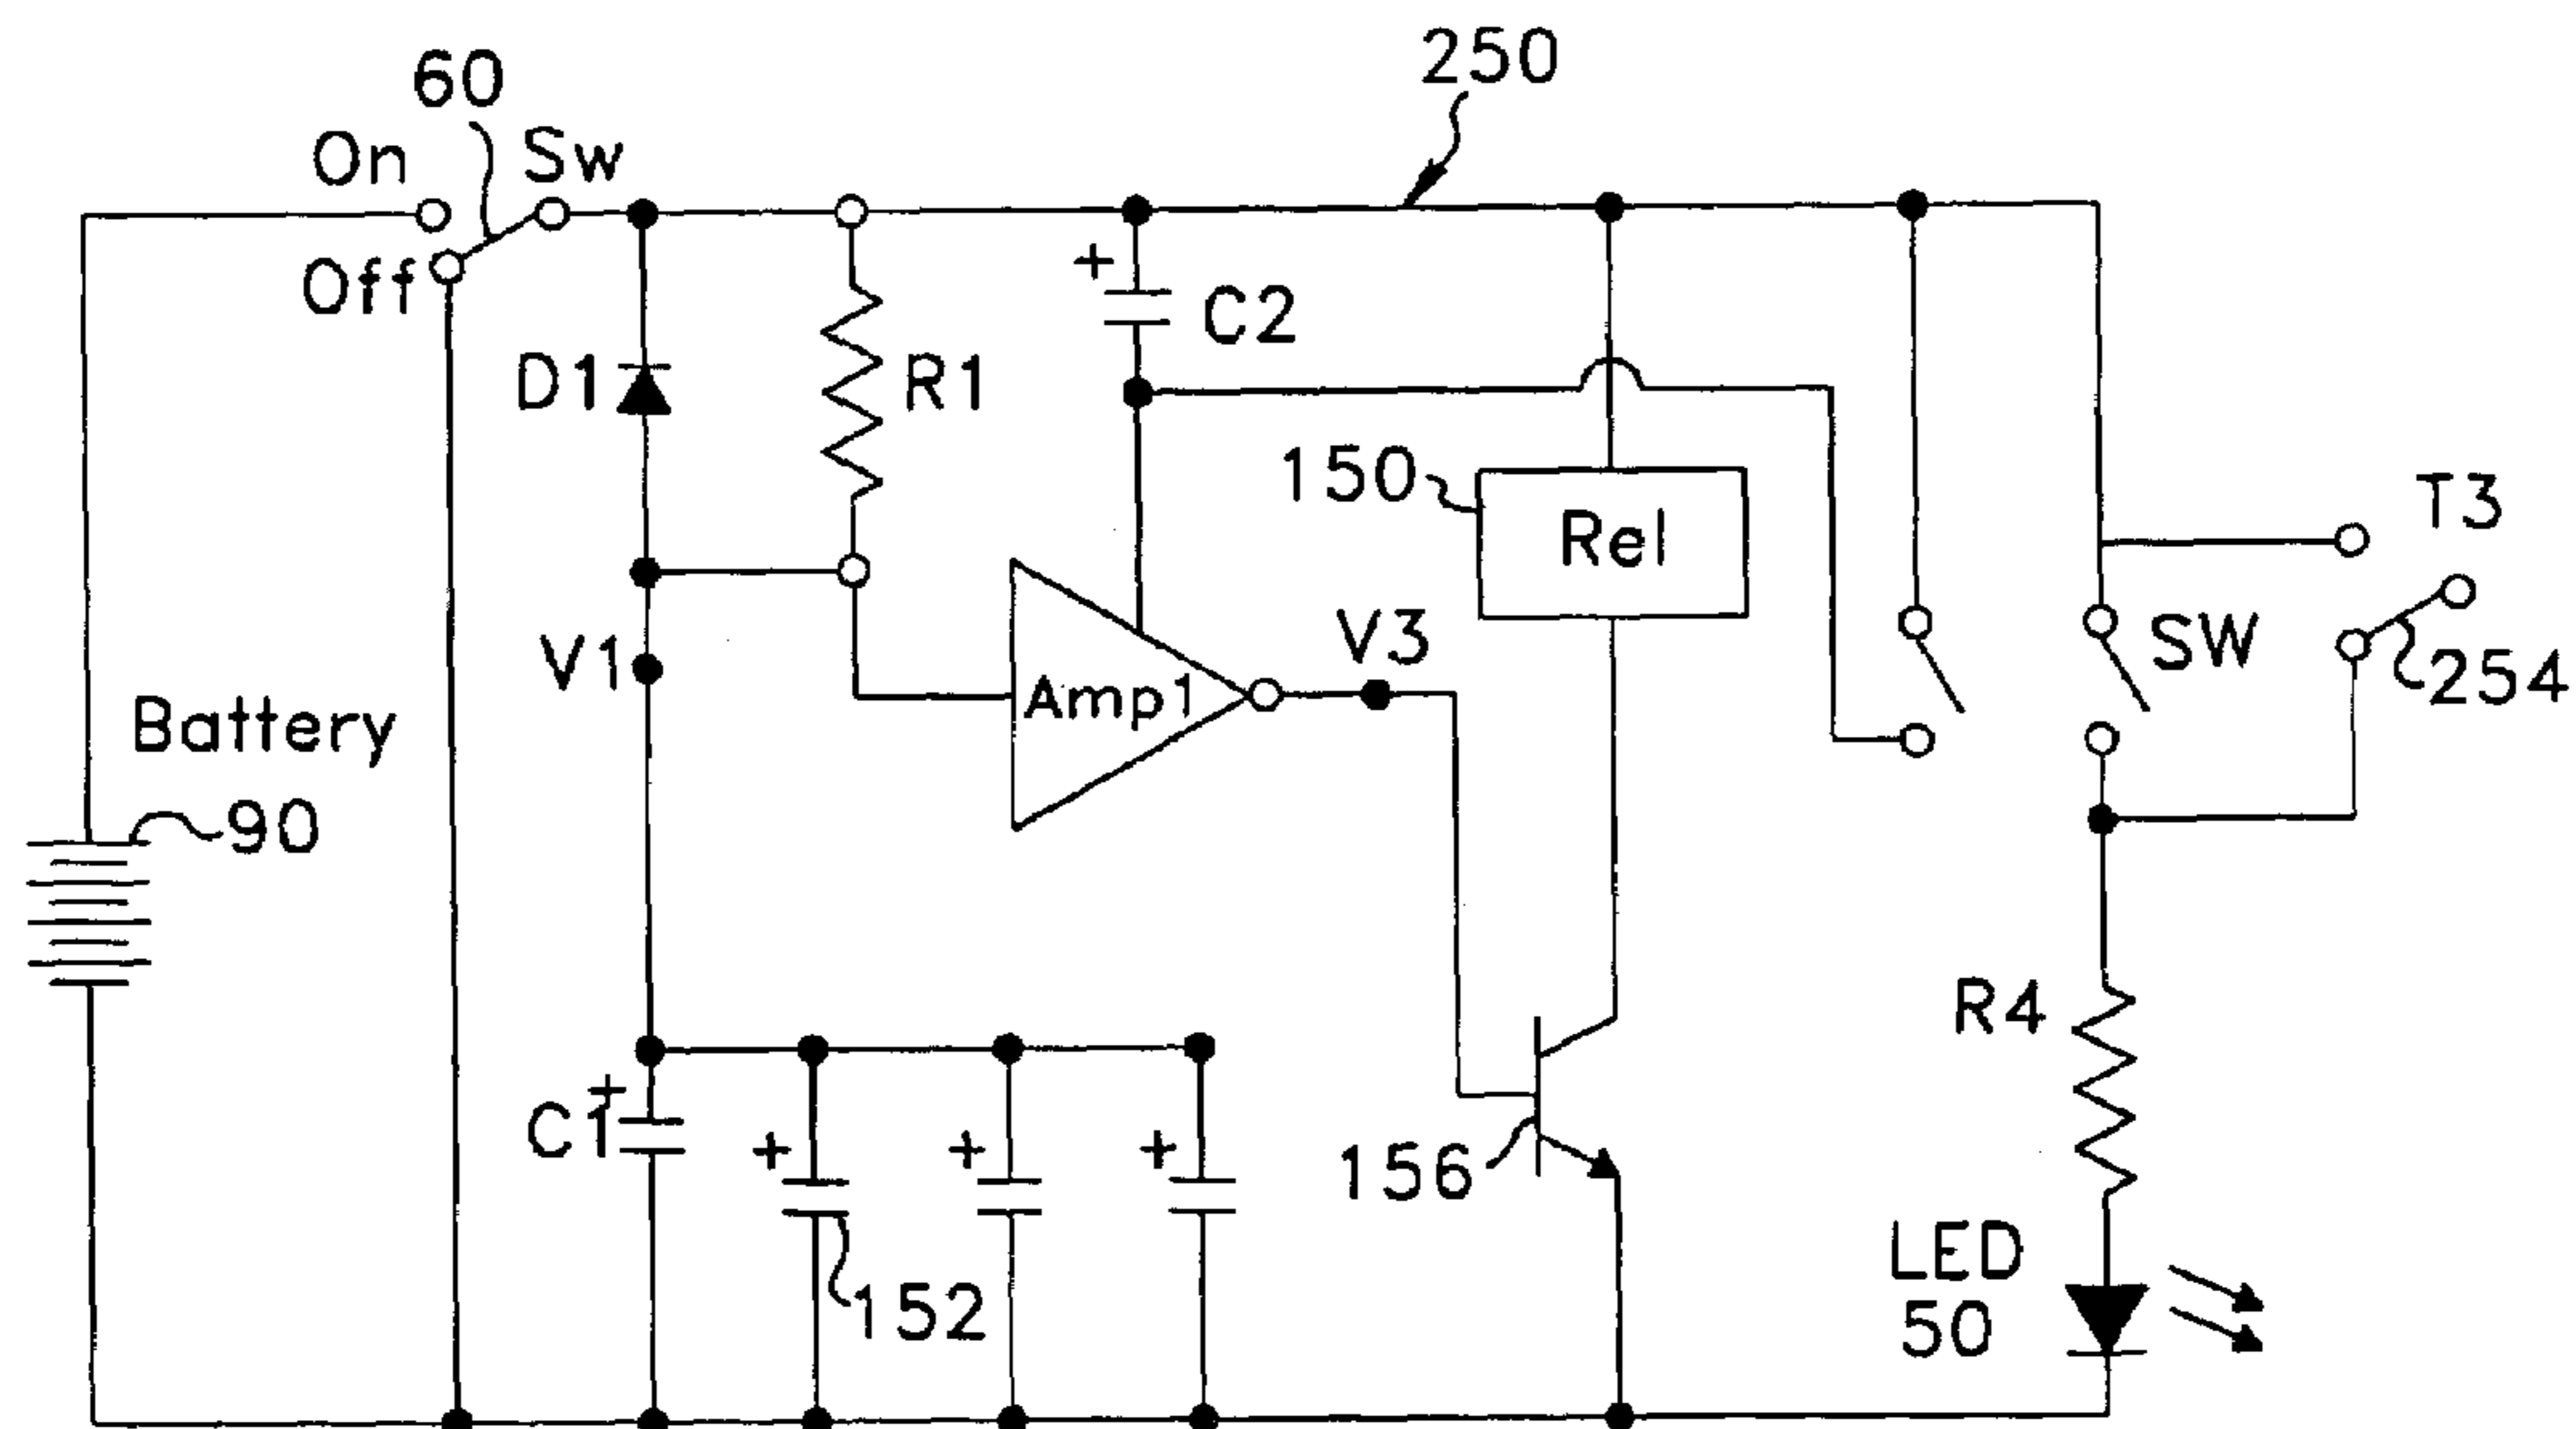 250
60
On
Sw
Off
+
C2
D1
R1
150
Rel
T3
V1
V3
SW
254
Amp1
Battery
90
R4
+
C1
+
+
+
156
152
LED
50